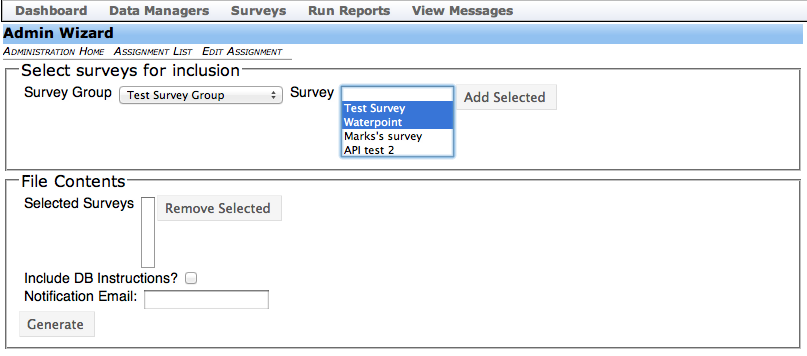 Dashboard Data Managers Surveys Run Reports View Messages
Admin Wizard
Administration Home Assignment List Edit Assignment
Select surveys for inclusion
Survey Group Test Survey Group Survey Add Selected
Test Survey
Waterpoint
Marks's survey
API test 2
File Contents
Selected Surveys Remove Selected
Include DB Instructions?
Notification Email:
Generate